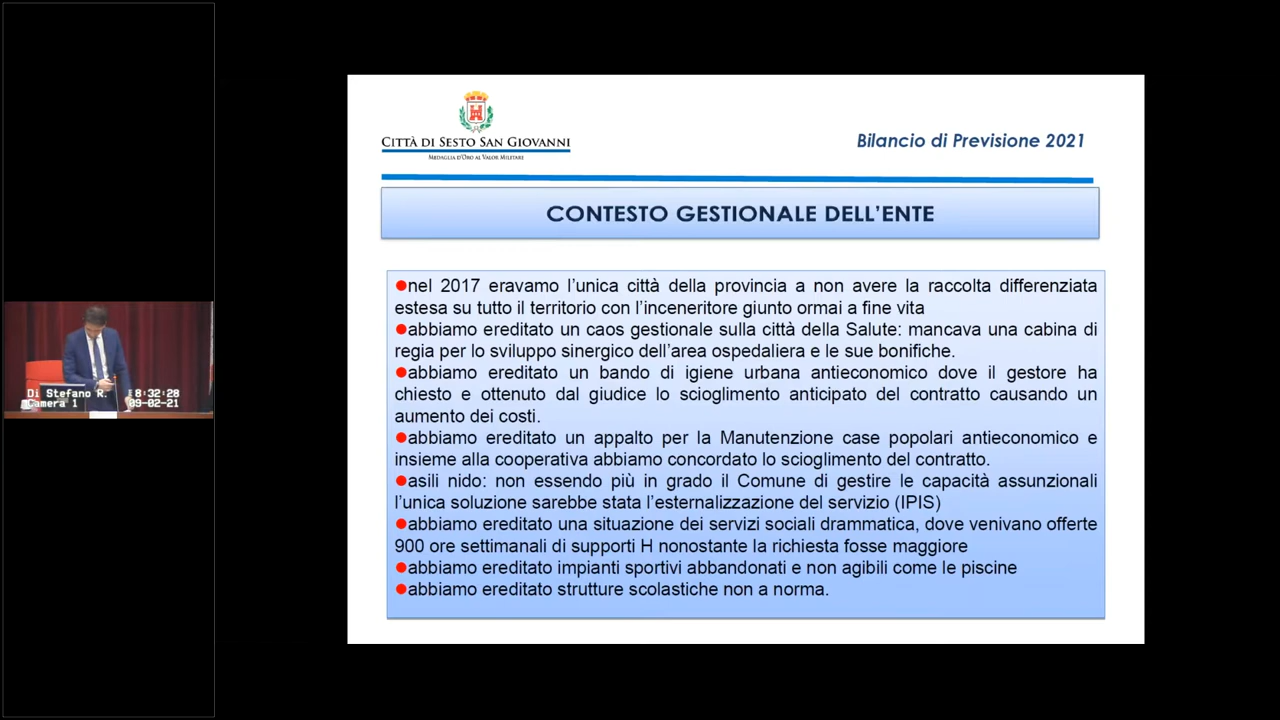 CITTÀ DI SESTO SAN GIOVANNI
MEDAGLIA D'ORO AL VALOR MILITARE
Bilancio di Previsione 2021
CONTESTO GESTIONALE DELL'ENTE
●nel 2017 eravamo l'unica città della provincia a non avere la raccolta differenziata
estesa su tutto il territorio con l'inceneritore giunto ormai a fine vita
●abbiamo ereditato un caos gestionale sulla città della Salute: mancava una cabina di
regia per lo sviluppo sinergico dell'area ospedaliera e le sue bonifiche.
●abbiamo ereditato un bando di igiene urbana antieconomico dove il gestore ha
chiesto e ottenuto dal giudice lo scioglimento anticipato del contratto causando un
aumento dei costi.
●abbiamo ereditato un appalto per la Manutenzione case popolari antieconomico e
insieme alla cooperativa abbiamo concordato lo scioglimento del contratto.
●asili nido: non essendo più in grado il Comune di gestire le capacità assunzionali
l'unica soluzione sarebbe stata l'esternalizzazione del servizio (IPIS)
●abbiamo ereditato una situazione dei servizi sociali drammatica, dove venivano offerte
900 ore settimanali di supporti H nonostante la richiesta fosse maggiore
●abbiamo ereditato impianti sportivi abbandonati e non agibili come le piscine
●abbiamo ereditato strutture scolastiche non a norma.
Di Stefano R. 18:32:28
Camera 1 09-02-21